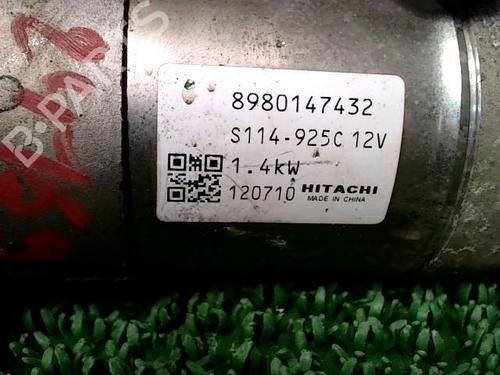 8980147432
S114-925C 12V
1.4kW
120710 HITACHI
MADE IN CHINA
B-PARTS